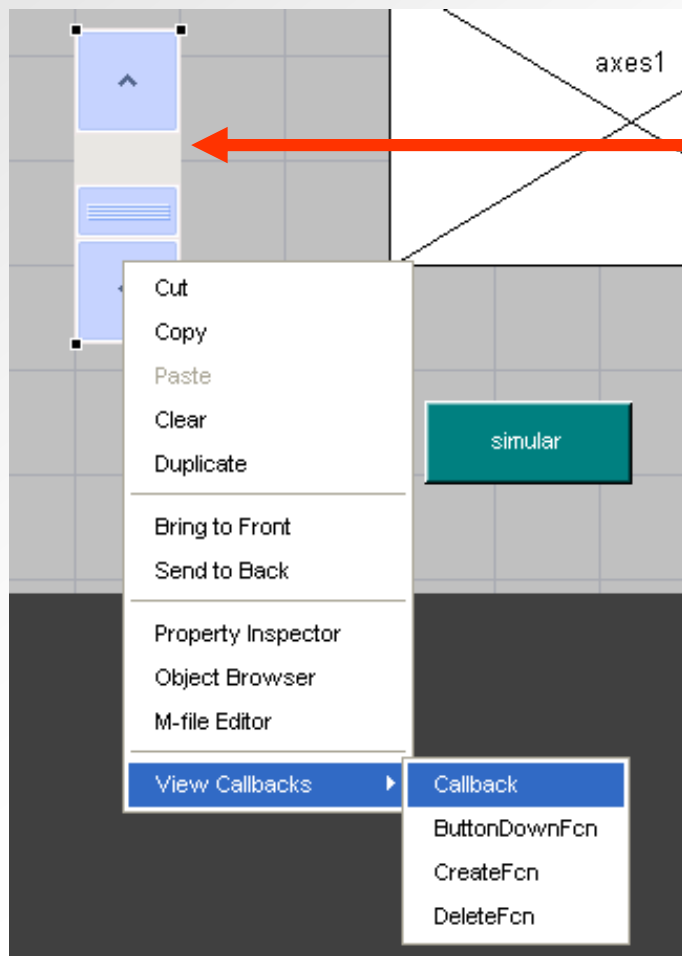 axes1
Cut
Copy
Paste
Clear
Duplicate
simular
Bring to Front
Send to Back
Property Inspector
Object Browser
M-file Editor
View Callbacks
Callback
ButtonDownFcn
CreateFcn
DeleteFcn